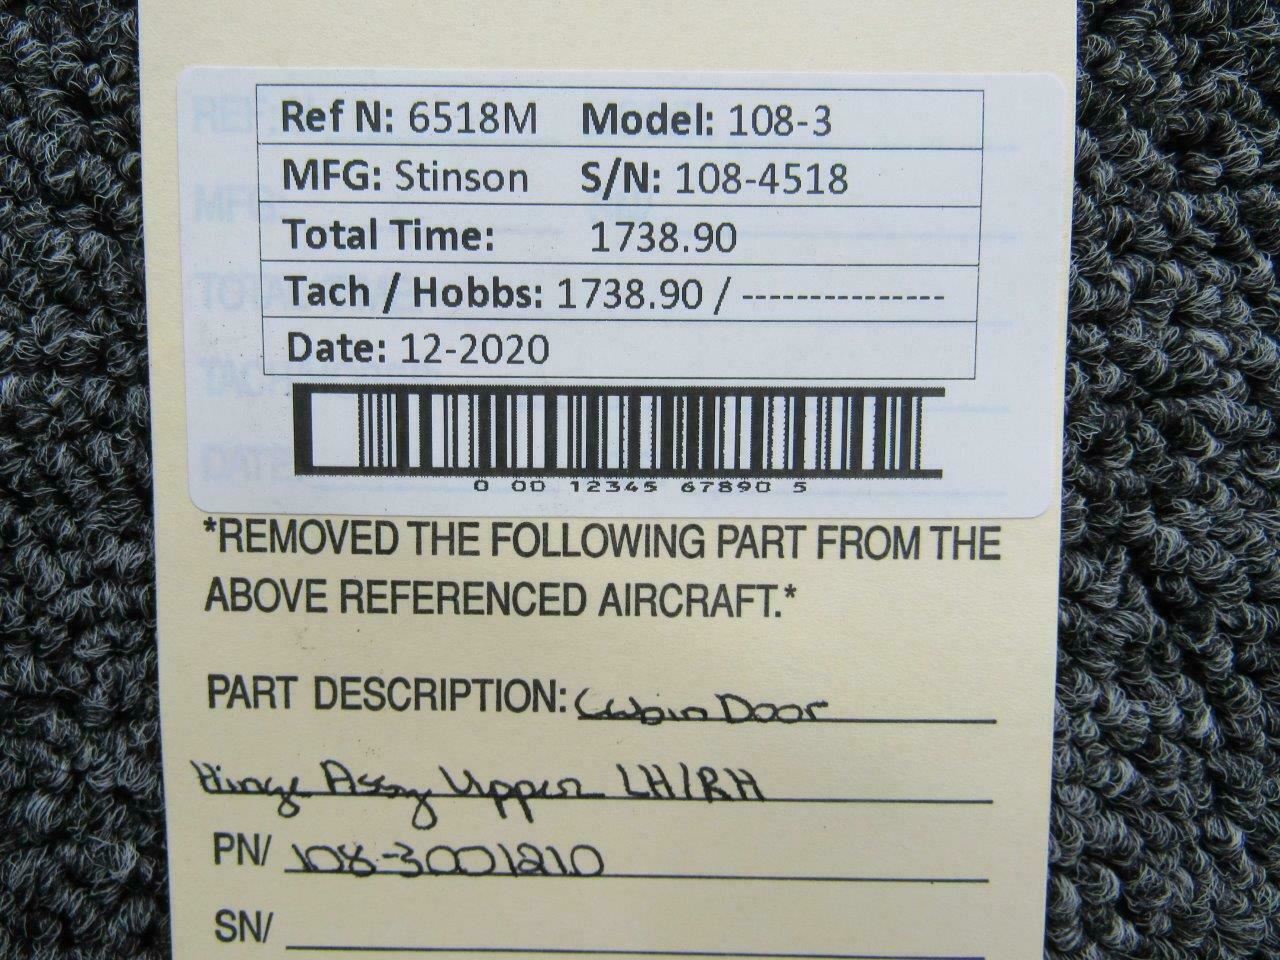 Ref N: 6518M Model: 108-3
MFG: Stinson S/N: 108-4518
Total Time: 1738.90
Tach / Hobbs: 1738.90 / ---------------
Date: 12-2020
0 00 12345 67890 5
*REMOVED THE FOLLOWING PART FROM THE
ABOVE REFERENCED AIRCRAFT.*
PART DESCRIPTION: Cabin Door
Hinge Assy Upper LH/RH
PN/ 108-3001210
SN/